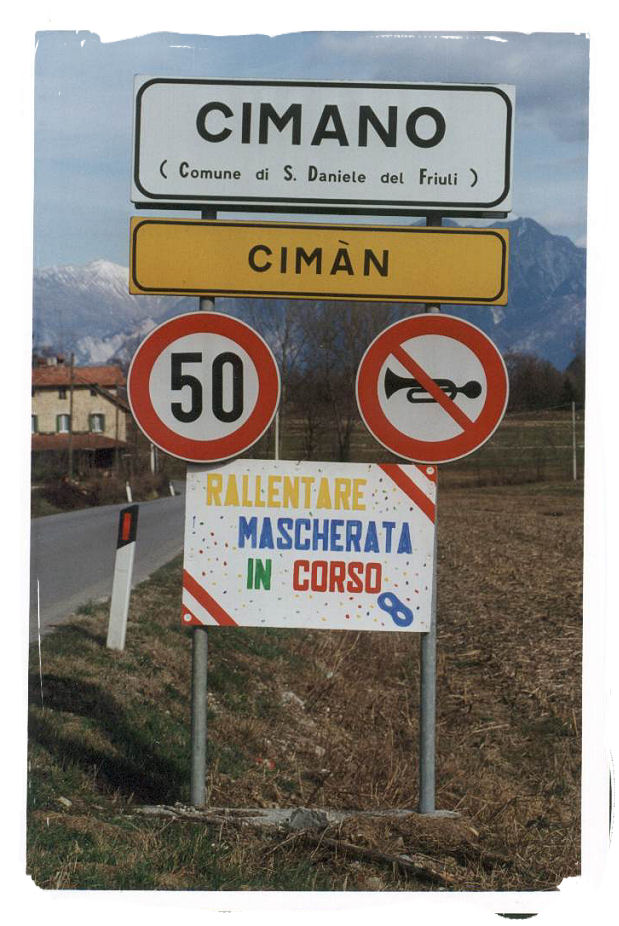 CIMANO
( Comune di S. Daniele del Friuli )
CIMÀN
50
RALLENTARE
MASCHERATA
IN CORSO